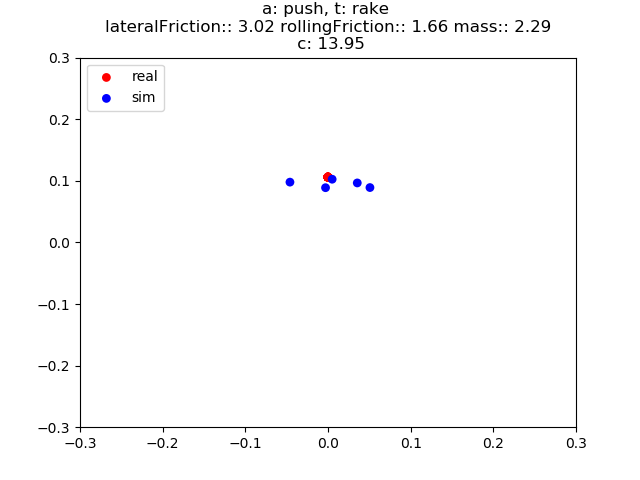 a: push, t: rake
lateralFriction:: 3.02 rollingFriction:: 1.66 mass:: 2.29
c: 13.95
real
sim
0.3
0.2
0.1
0.0
−0.1
−0.2
−0.3
−0.3 −0.2 −0.1 0.0 0.1 0.2 0.3